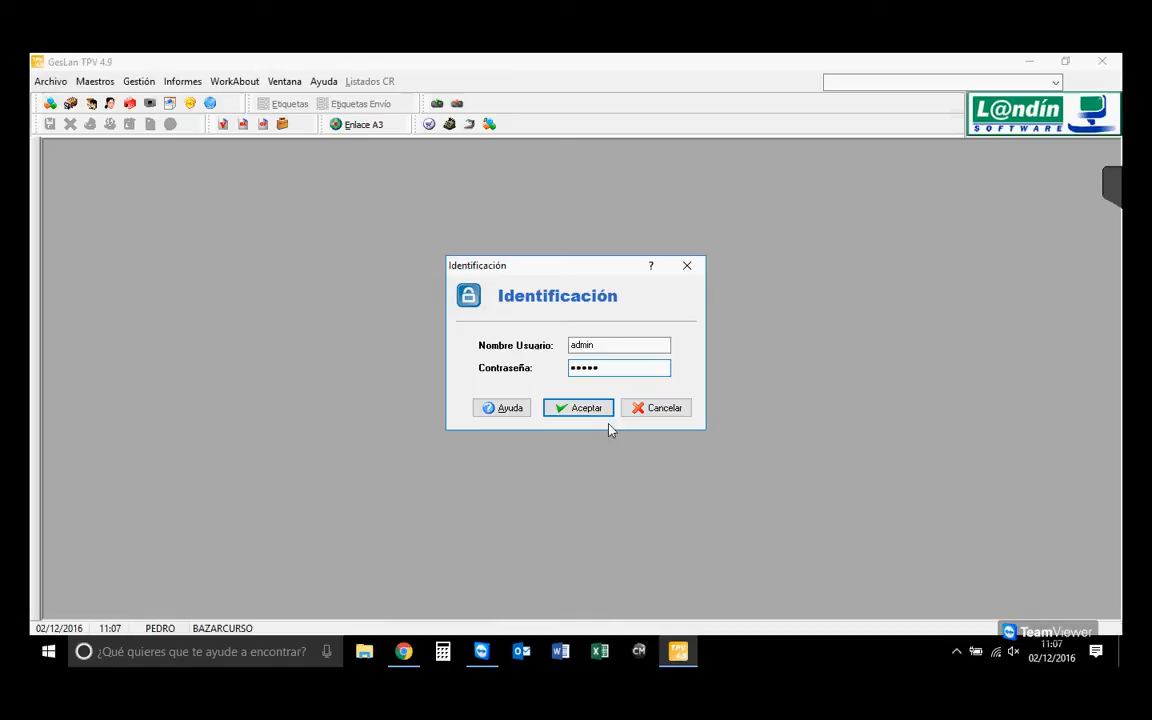 GesLan TPV 4.9
Archivo Maestros Gestión Informes WorkAbout Ventana Ayuda Listados CR
Etiquetas Etiquetas Envío
Enlace A3
L@ndín
SOFTWARE
Identificación
?
Identificación
Nombre Usuario: admin
Contraseña: •••••
Ayuda Aceptar Cancelar
02/12/2016 11:07 PEDRO BAZARCURSO
TeamViewer
¿Qué quieres que te ayude a encontrar?
TPV
CM
11:07
02/12/2016